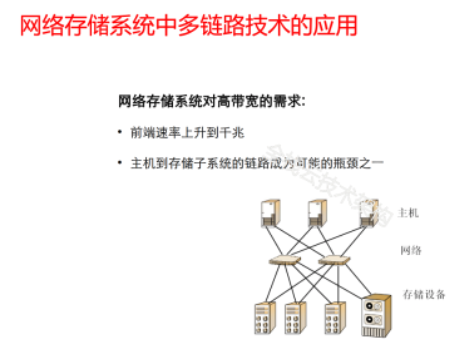 网络存储系统中多链路技术的应用
网络存储系统对高带宽的需求:
• 前端速率上升到千兆
• 主机到存储子系统的链路成为可能的瓶颈之一
主机
网络
存储设备